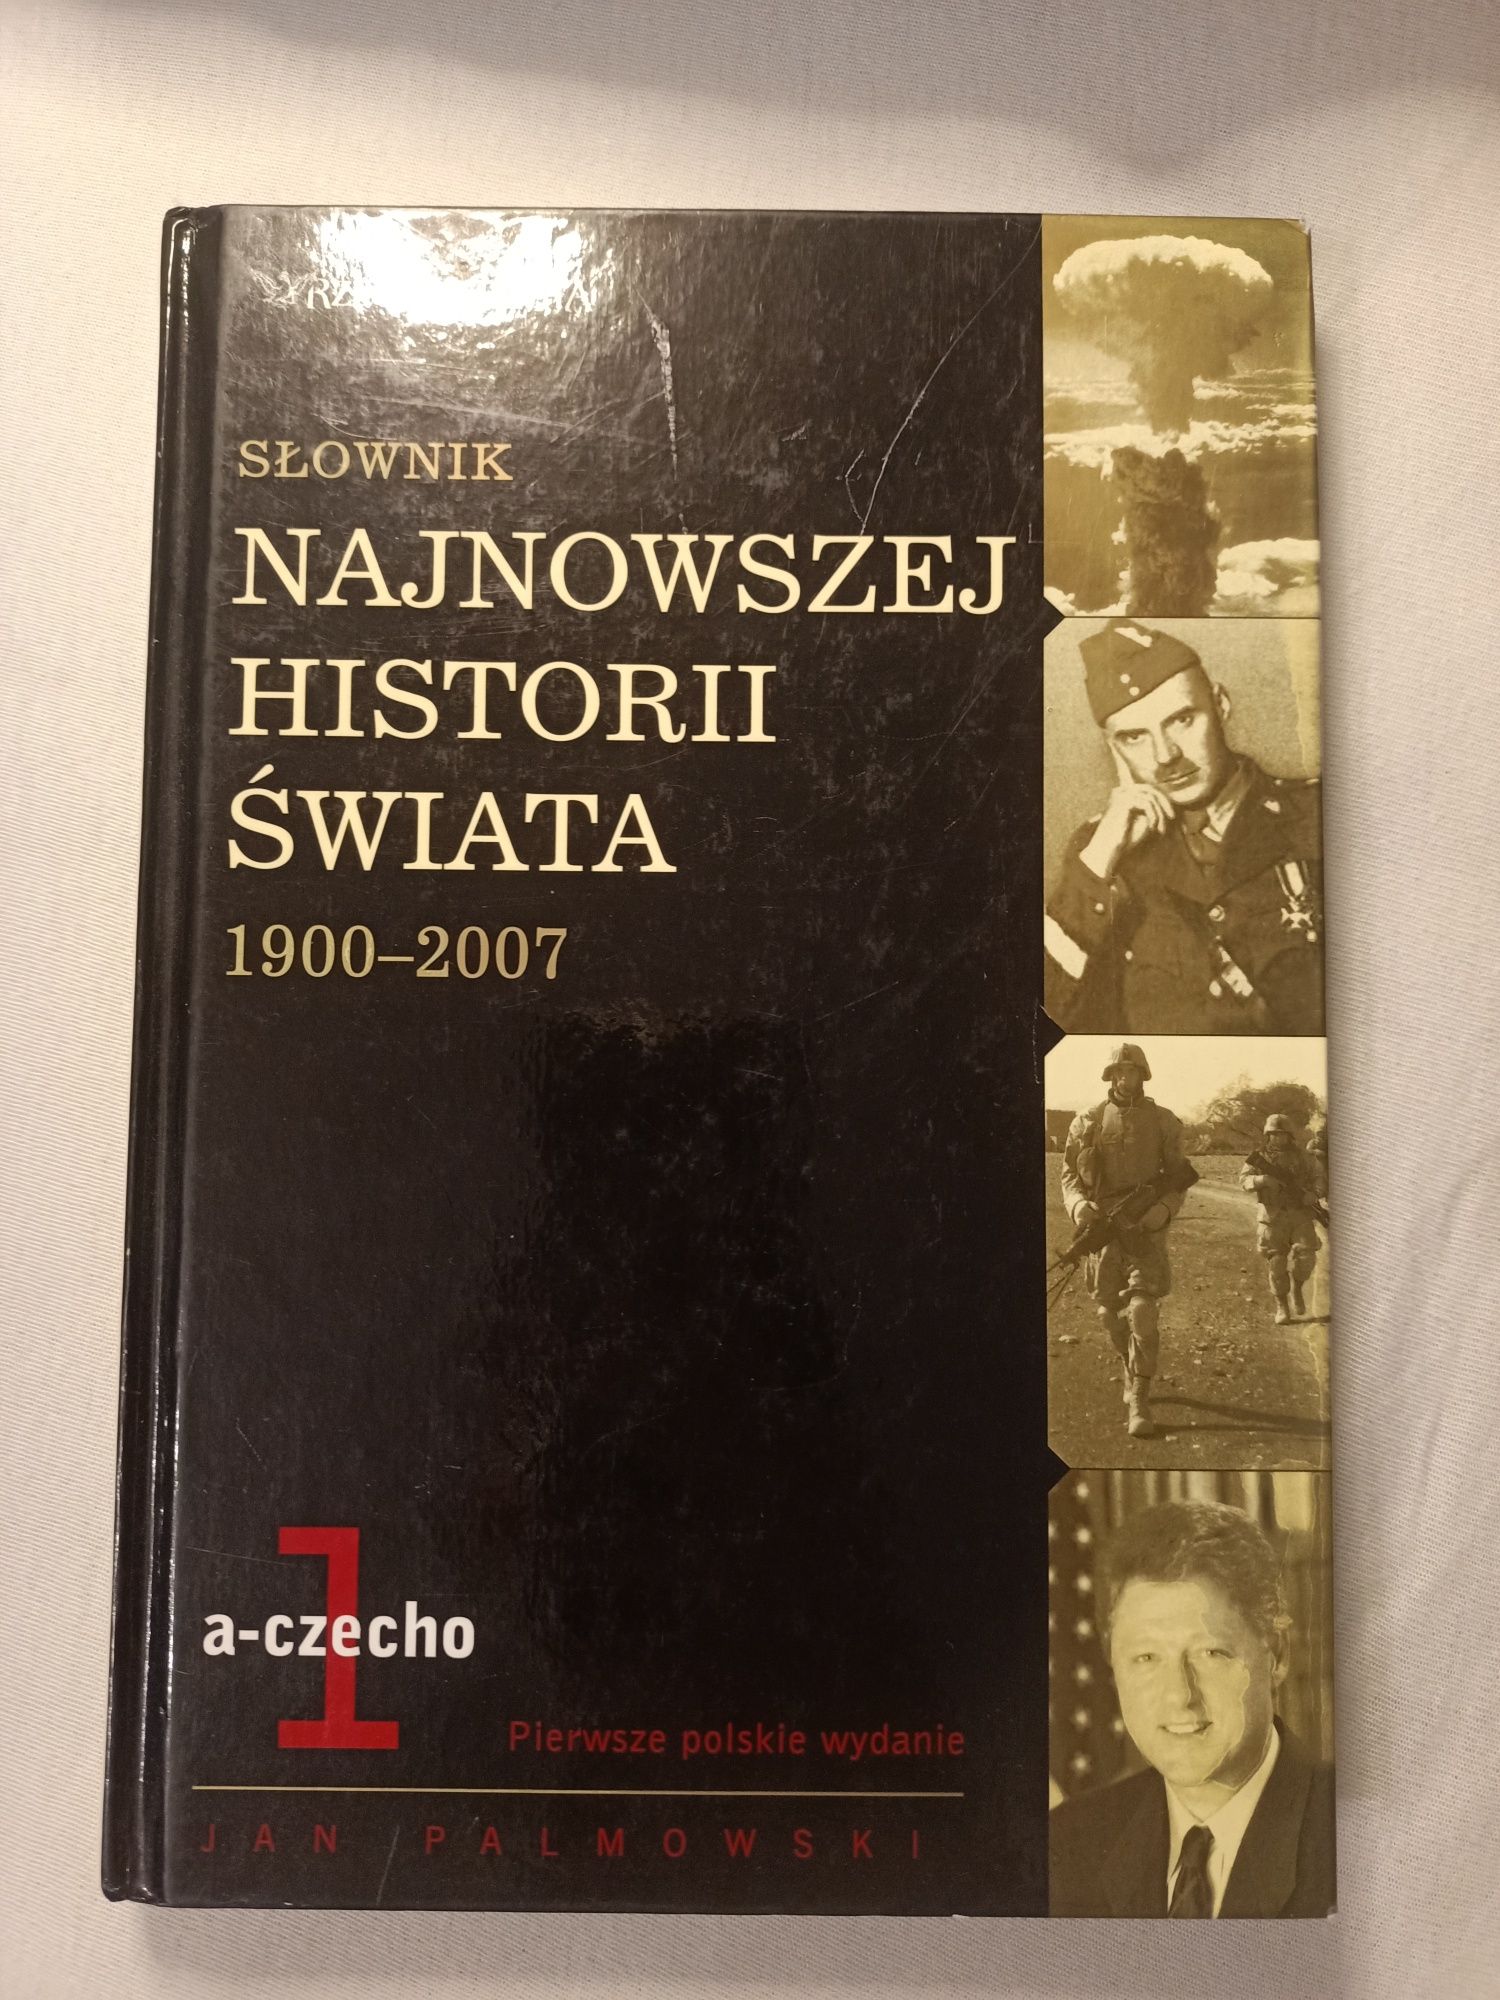 SŁOWNIK
NAJNOWSZEJ
HISTORII
ŚWIATA
1900–2007
1
a-czecho
Pierwsze polskie wydanie
JAN PALMOWSKI